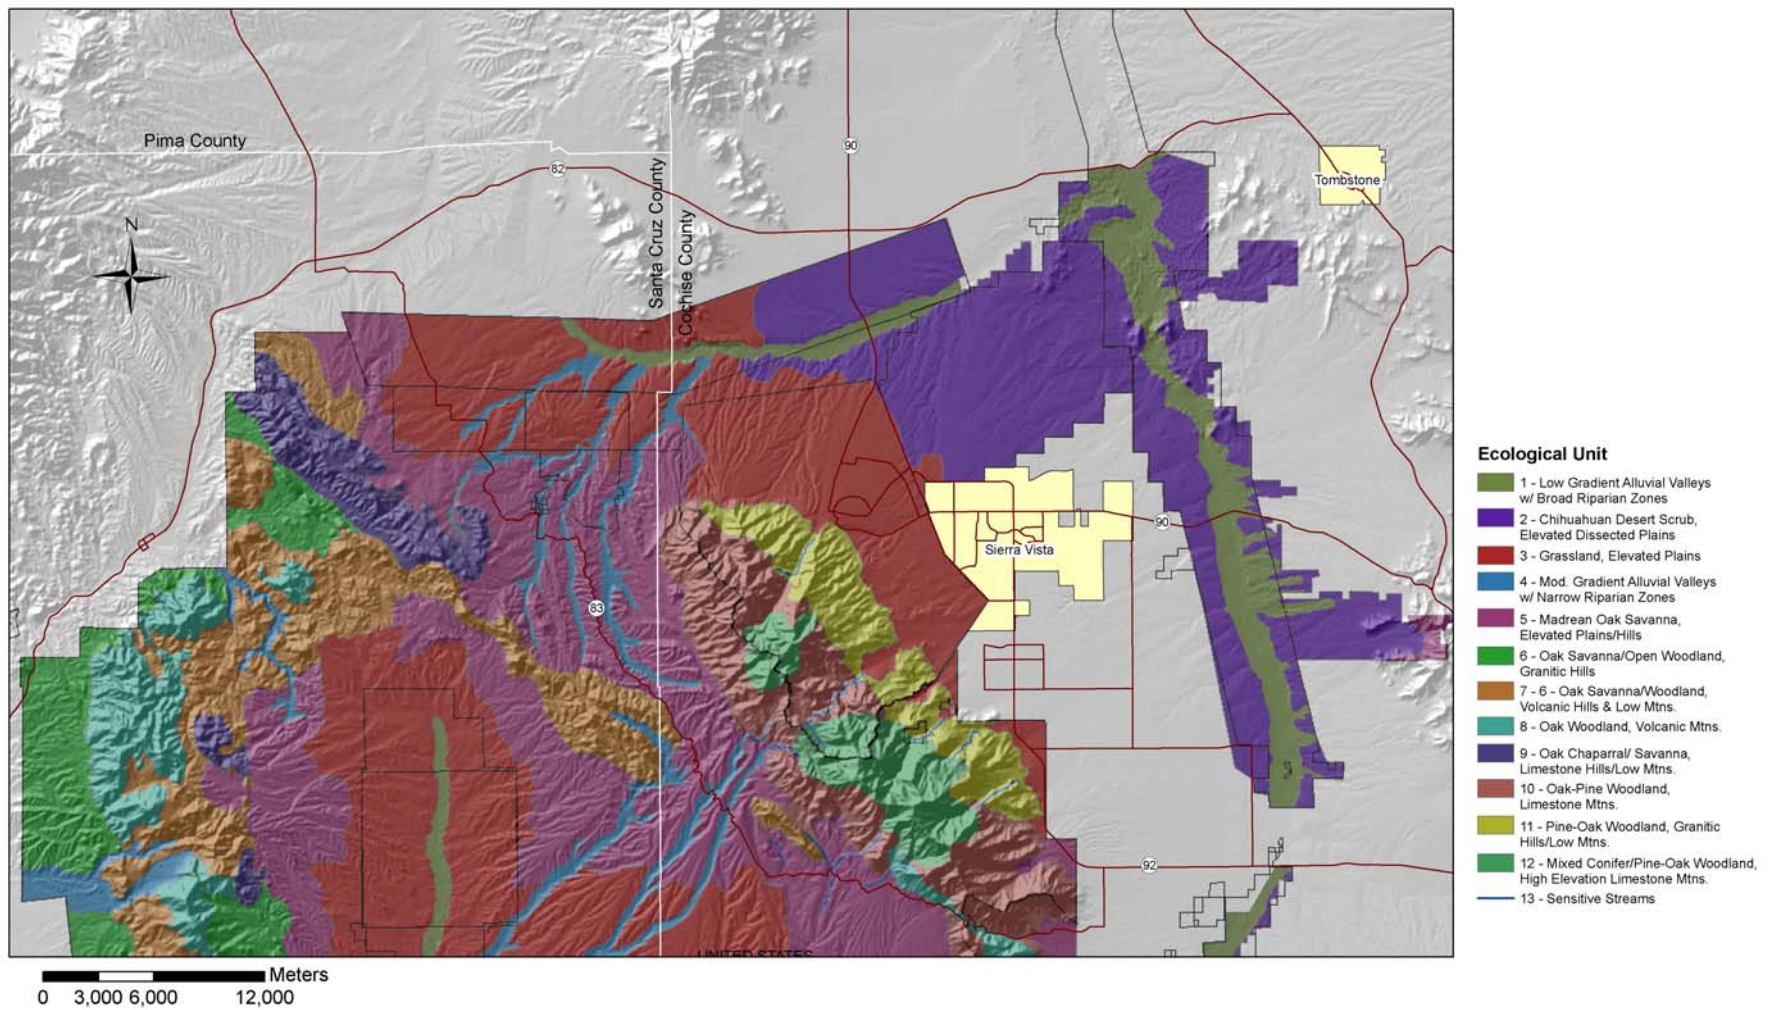 Pima County
82
90
Tombstone
Santa Cruz County
Cochise County
N
90
Sierra Vista
83
92
UNITED STATES
Ecological Unit
1 - Low Gradient Alluvial Valleys
w/ Broad Riparian Zones
2 - Chihuahuan Desert Scrub,
Elevated Dissected Plains
3 - Grassland, Elevated Plains
4 - Mod. Gradient Alluvial Valleys
w/ Narrow Riparian Zones
5 - Madrean Oak Savanna,
Elevated Plains/Hills
6 - Oak Savanna/Open Woodland,
Granitic Hills
7 - 6 - Oak Savanna/Woodland,
Volcanic Hills & Low Mtns.
8 - Oak Woodland, Volcanic Mtns.
9 - Oak Chaparral/ Savanna,
Limestone Hills/Low Mtns.
10 - Oak-Pine Woodland,
Limestone Mtns.
11 - Pine-Oak Woodland, Granitic
Hills/Low Mtns.
12 - Mixed Conifer/Pine-Oak Woodland,
High Elevation Limestone Mtns.
13 - Sensitive Streams
Meters
0 3,000 6,000 12,000